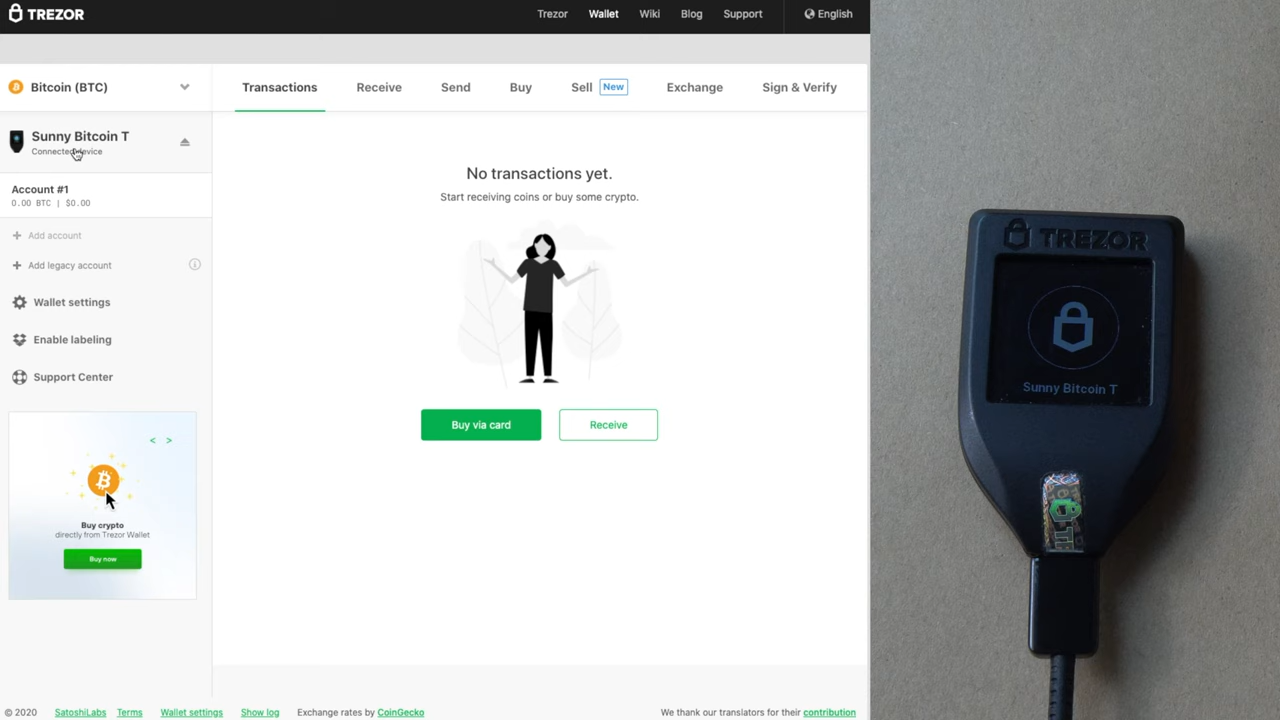 TREZOR
Trezor
Wallet
Wiki
Blog
Support
English
Bitcoin (BTC)
Transactions
Receive
Send
Buy
Sell
New
Exchange
Sign & Verify
Sunny Bitcoin T
Connected device
Account #1
0.00 BTC | $0.00
+ Add account
+ Add legacy account
Wallet settings
Enable labeling
Support Center
No transactions yet.
Start receiving coins or buy some crypto.
Buy via card
Receive
< >
Buy crypto
directly from Trezor Wallet
Buy now
© 2020
SatoshiLabs
Terms
Wallet settings
Show log
Exchange rates by CoinGecko
We thank our translators for their contribution
TREZOR
Sunny Bitcoin T